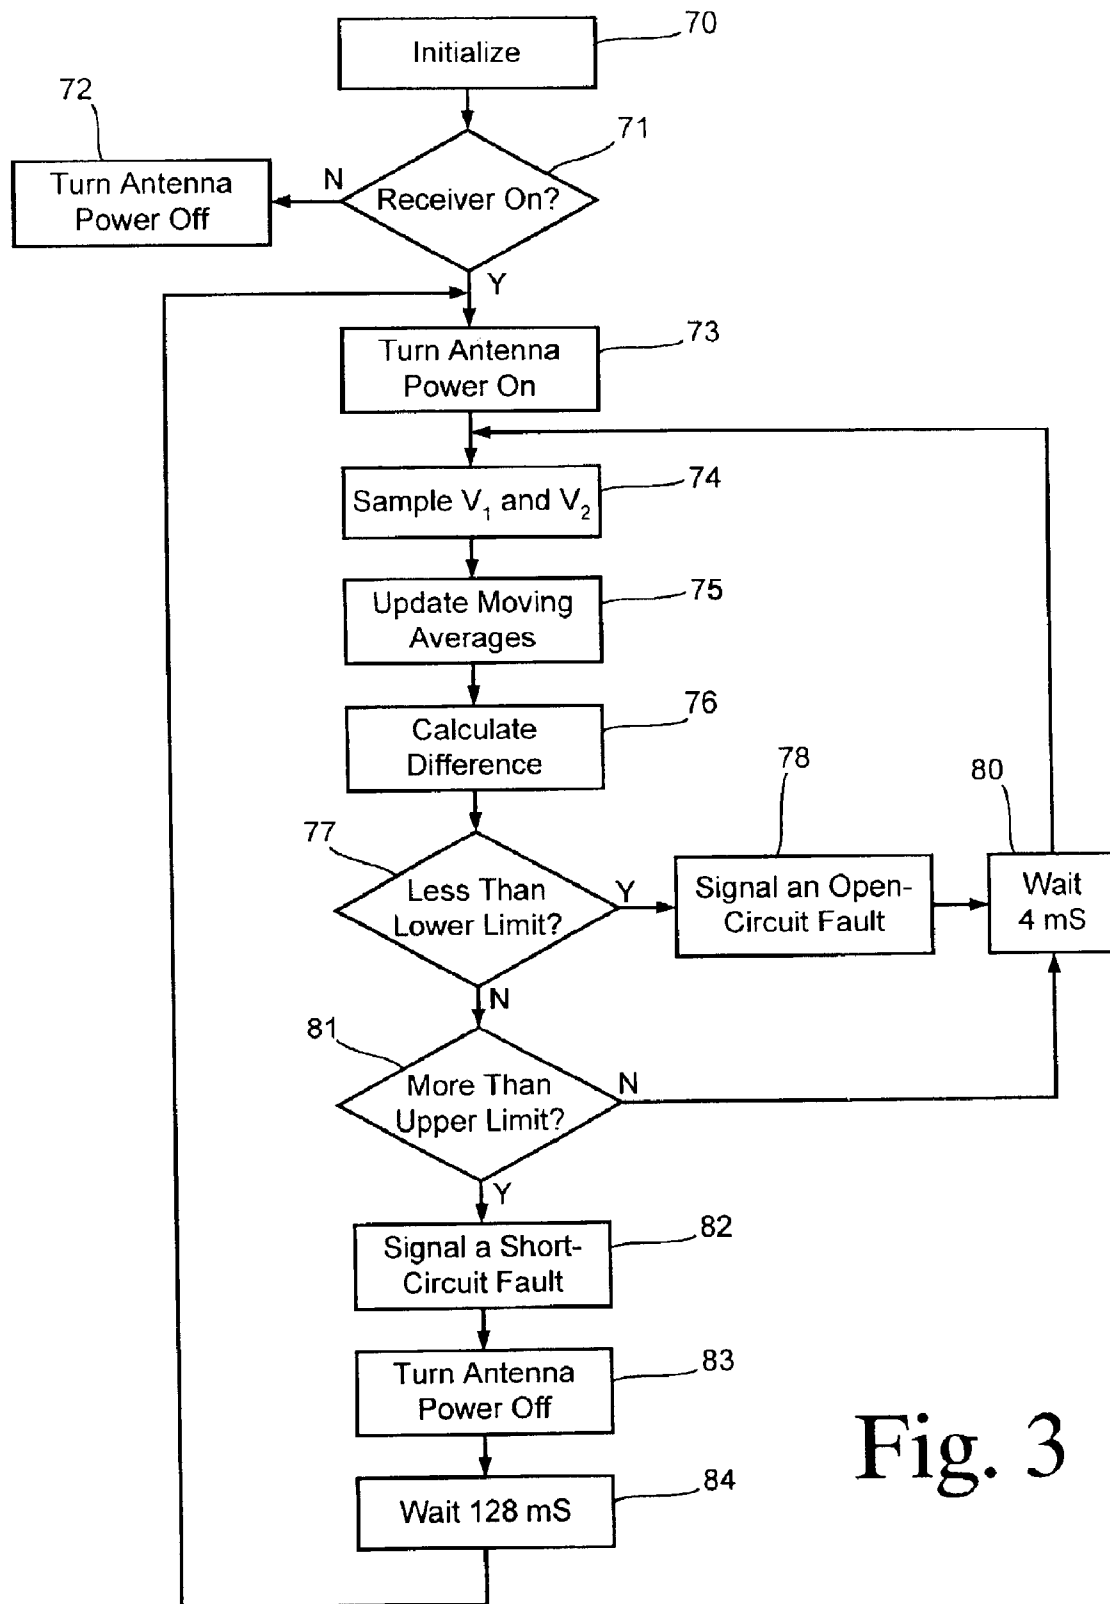 70
Initialize
72
71
Turn Antenna
Power Off
N
Receiver On?
Y
73
Turn Antenna
Power On
74
Sample V₁ and V₂
75
Update Moving
Averages
76
Calculate
Difference
77
78
80
Less Than
Lower Limit?
Y
Signal an Open-
Circuit Fault
Wait
4 mS
N
81
More Than
Upper Limit?
N
Y
82
Signal a Short-
Circuit Fault
83
Turn Antenna
Power Off
84
Wait 128 mS
Fig. 3